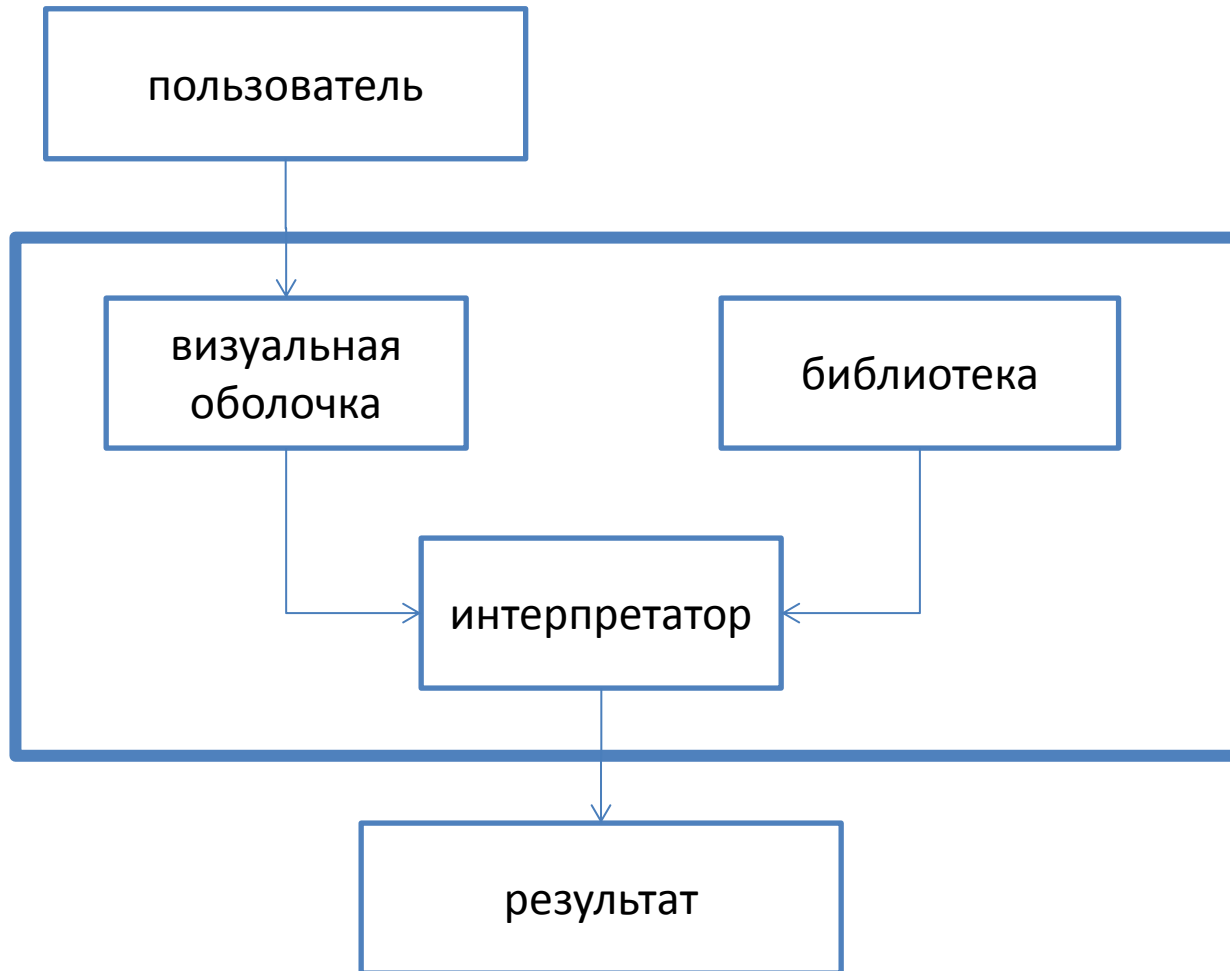 пользователь
визуальная
оболочка
библиотека
интерпретатор
результат